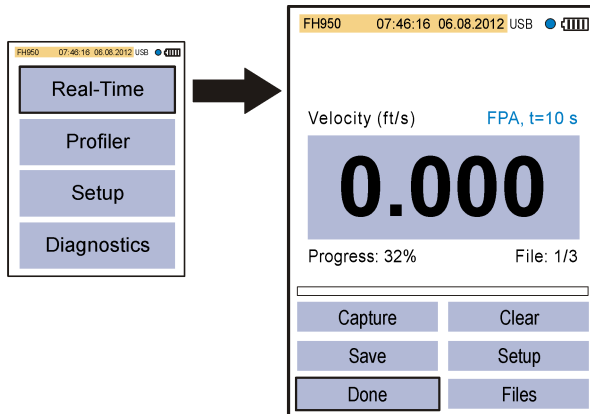 FH950 07:46:16 06.08.2012 USB
Real-Time
Profiler
Setup
Diagnostics
FH950 07:46:16 06.08.2012 USB
Velocity (ft/s) FPA, t=10 s
0.000
Progress: 32% File: 1/3
Capture Clear
Save Setup
Done Files